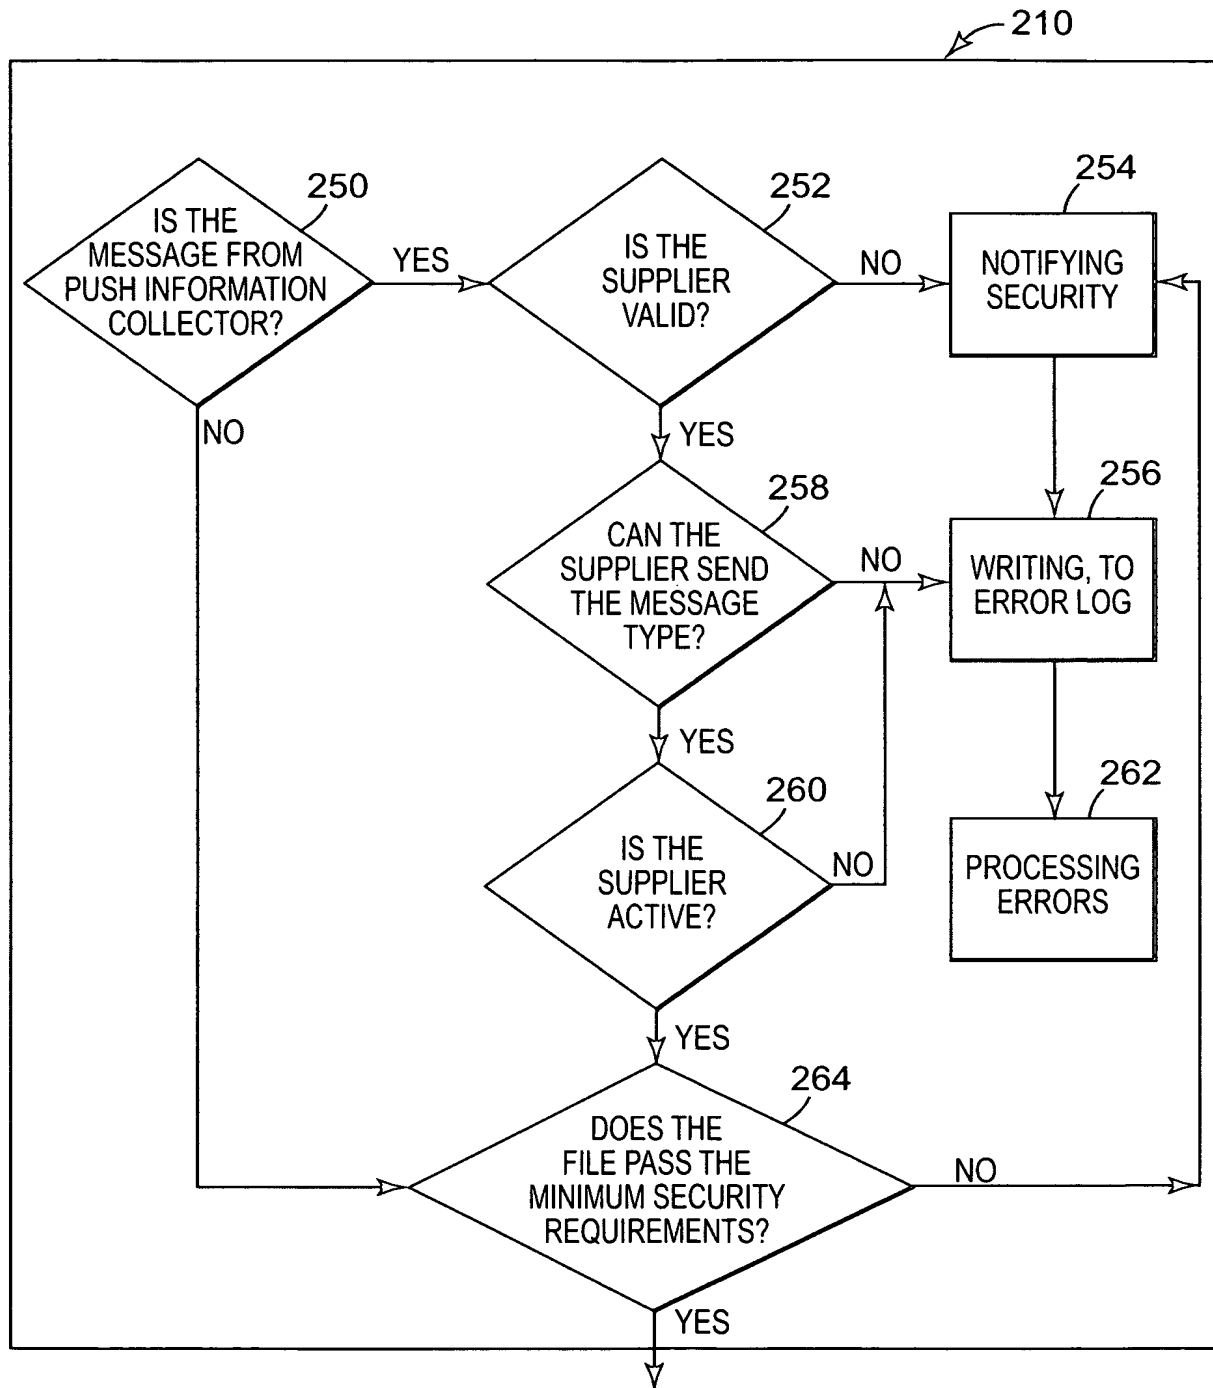 210
250
IS THE
MESSAGE FROM
PUSH INFORMATION
COLLECTOR?
YES
NO
252
IS THE
SUPPLIER
VALID?
NO
YES
254
NOTIFYING
SECURITY
258
CAN THE
SUPPLIER SEND
THE MESSAGE
TYPE?
NO
YES
256
WRITING, TO
ERROR LOG
260
IS THE
SUPPLIER
ACTIVE?
NO
YES
262
PROCESSING
ERRORS
264
DOES THE
FILE PASS THE
MINIMUM SECURITY
REQUIREMENTS?
NO
YES